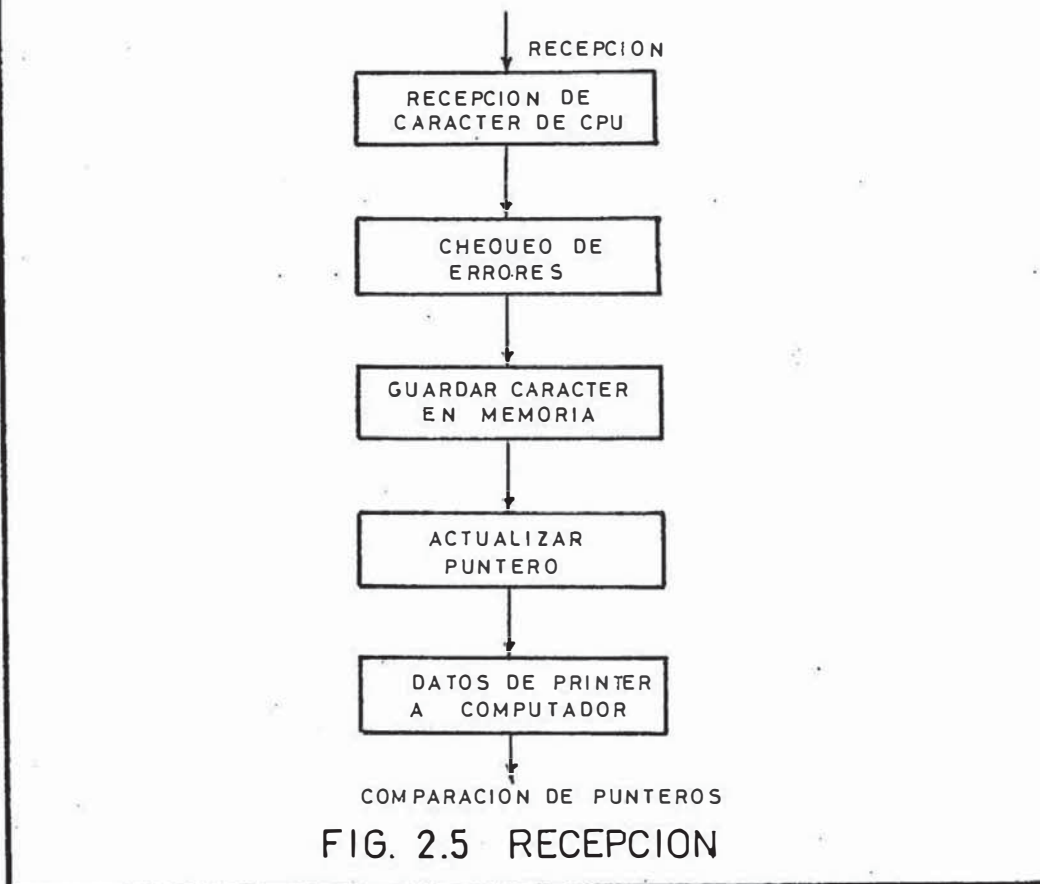 RECEPCION
RECEPCION DE
CARACTER DE CPU
CHEQUEO DE
ERRORES
GUARDAR CARACTER
EN MEMORIA
ACTUALIZAR
PUNTERO
DATOS DE PRINTER
A COMPUTADOR
COMPARACION DE PUNTEROS
FIG. 2.5 RECEPCION